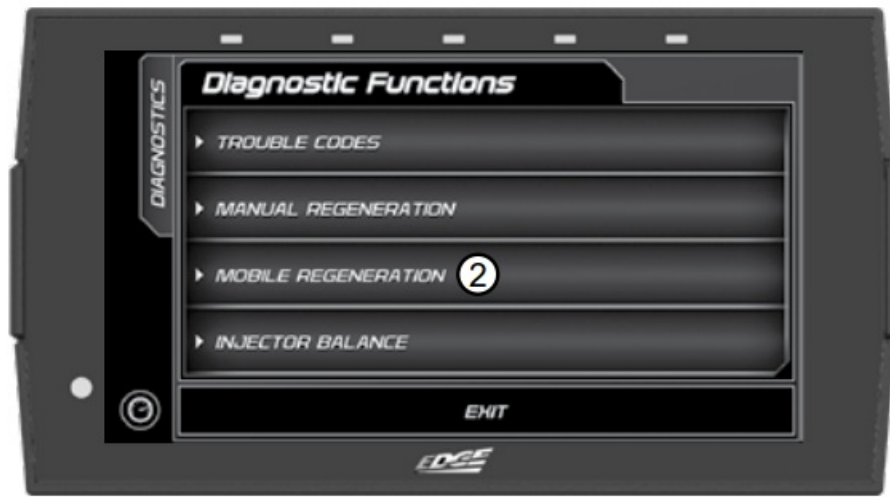 Diagnostic Functions
DIAGNOSTICS
TROUBLE CODES
MANUAL REGENERATION
MOBILE REGENERATION 2
INJECTOR BALANCE
EXIT
EDGE